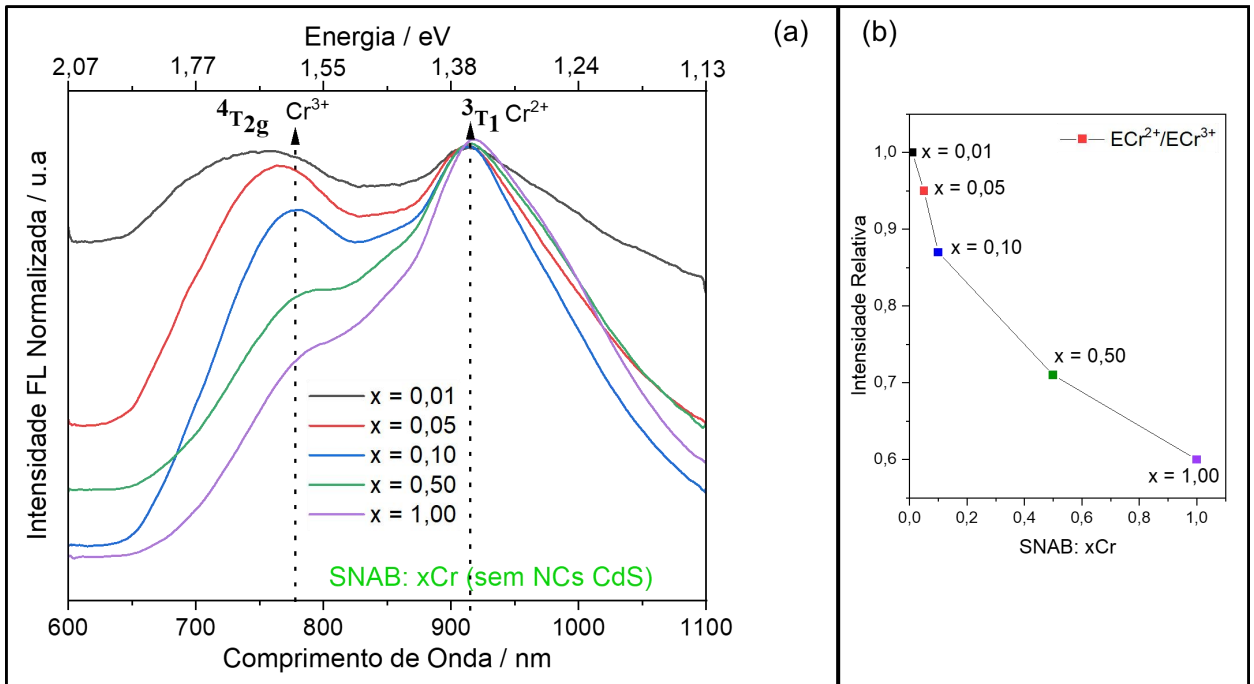 Energia / eV
(a)
2,07 1,77 1,55 1,38 1,24 1,13
⁴T₂g Cr³⁺ ³T₁ Cr²⁺
Intensidade FL Normalizada / u.a
x = 0,01
x = 0,05
x = 0,10
x = 0,50
x = 1,00
SNAB: xCr (sem NCs CdS)
600 700 800 900 1000 1100
Comprimento de Onda / nm
(b)
ECr²⁺/ECr³⁺
Intensidade Relativa
1,0
0,9
0,8
0,7
0,6
x = 0,01
x = 0,05
x = 0,10
x = 0,50
x = 1,00
0,0 0,2 0,4 0,6 0,8 1,0
SNAB: xCr